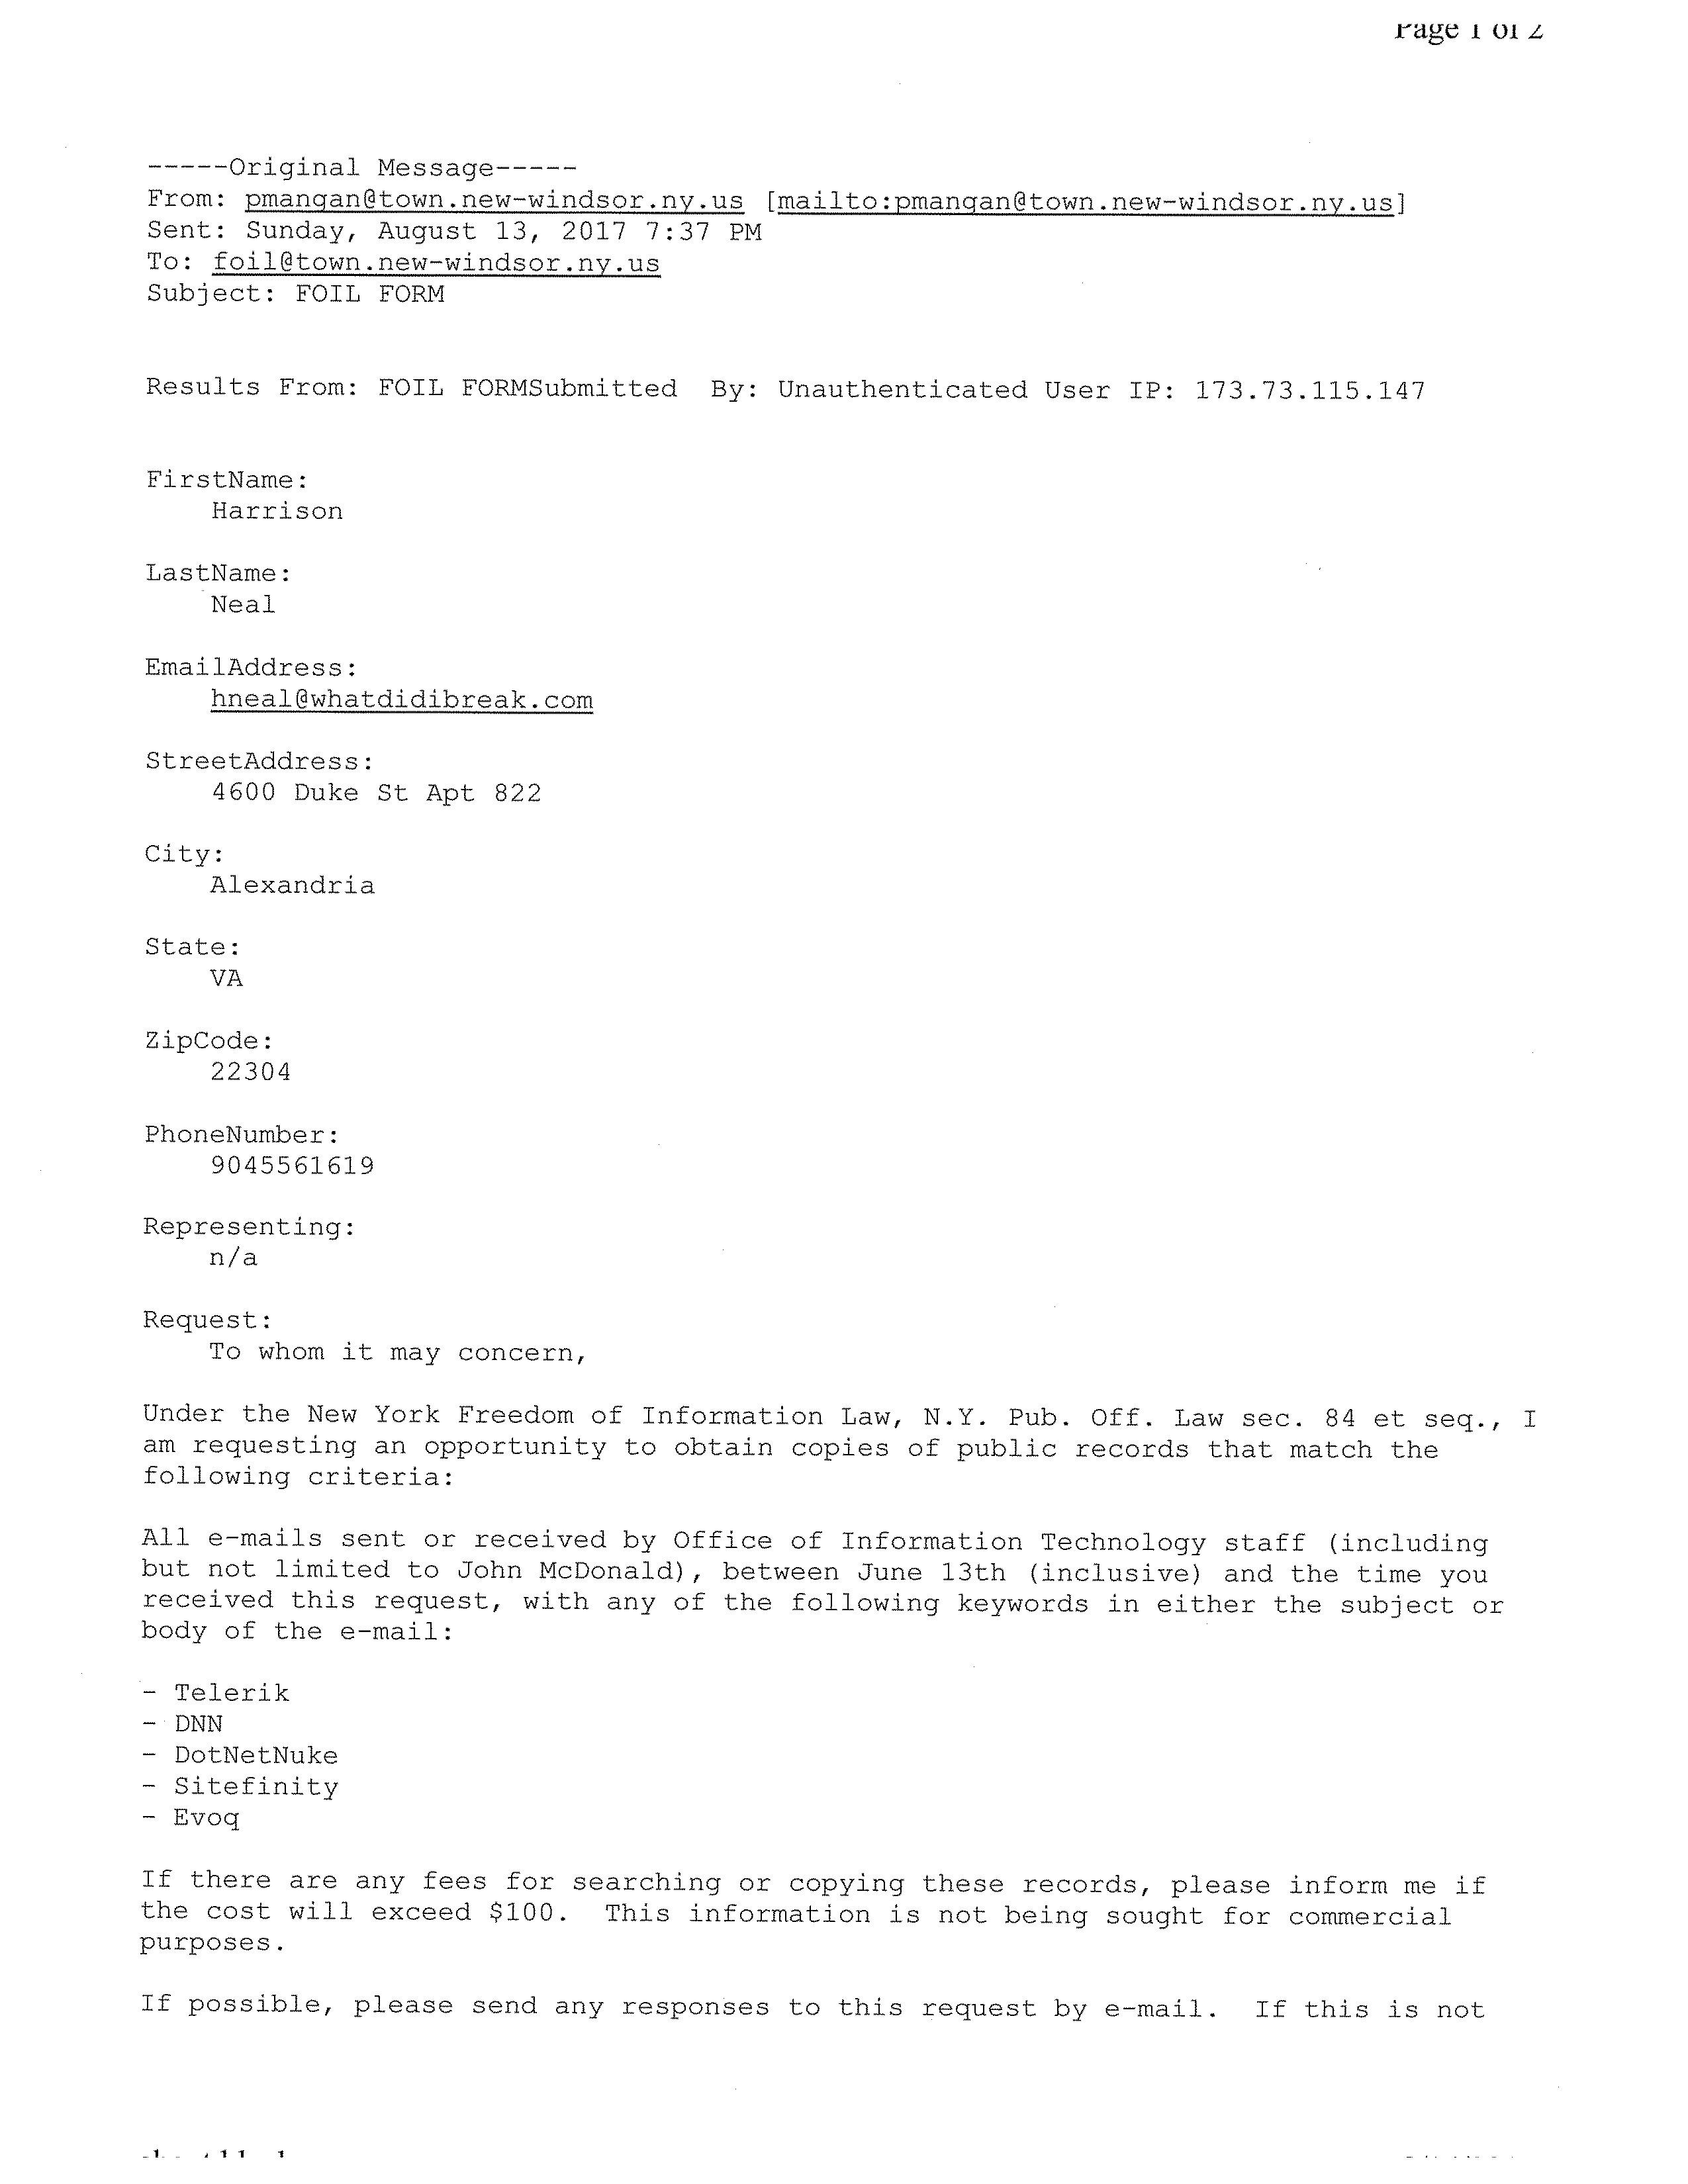 Page 1 of 2
-----Original Message-----
From: pmangan@town.new-windsor.ny.us [mailto:pmangan@town.new-windsor.ny.us]
Sent: Sunday, August 13, 2017 7:37 PM
To: foil@town.new-windsor.ny.us
Subject: FOIL FORM
Results From: FOIL FORMSubmitted  By: Unauthenticated User IP: 173.73.115.147
FirstName:
Harrison
LastName:
Neal
EmailAddress:
hneal@whatdidibreak.com
StreetAddress:
4600 Duke St Apt 822
City:
Alexandria
State:
VA
ZipCode:
22304
PhoneNumber:
9045561619
Representing:
n/a
Request:
To whom it may concern,
Under the New York Freedom of Information Law, N.Y. Pub. Off. Law sec. 84 et seq., I
am requesting an opportunity to obtain copies of public records that match the
following criteria:
All e-mails sent or received by Office of Information Technology staff (including
but not limited to John McDonald), between June 13th (inclusive) and the time you
received this request, with any of the following keywords in either the subject or
body of the e-mail:
- Telerik
- DNN
- DotNetNuke
- Sitefinity
- Evoq
If there are any fees for searching or copying these records, please inform me if
the cost will exceed $100.  This information is not being sought for commercial
purposes.
If possible, please send any responses to this request by e-mail.  If this is not